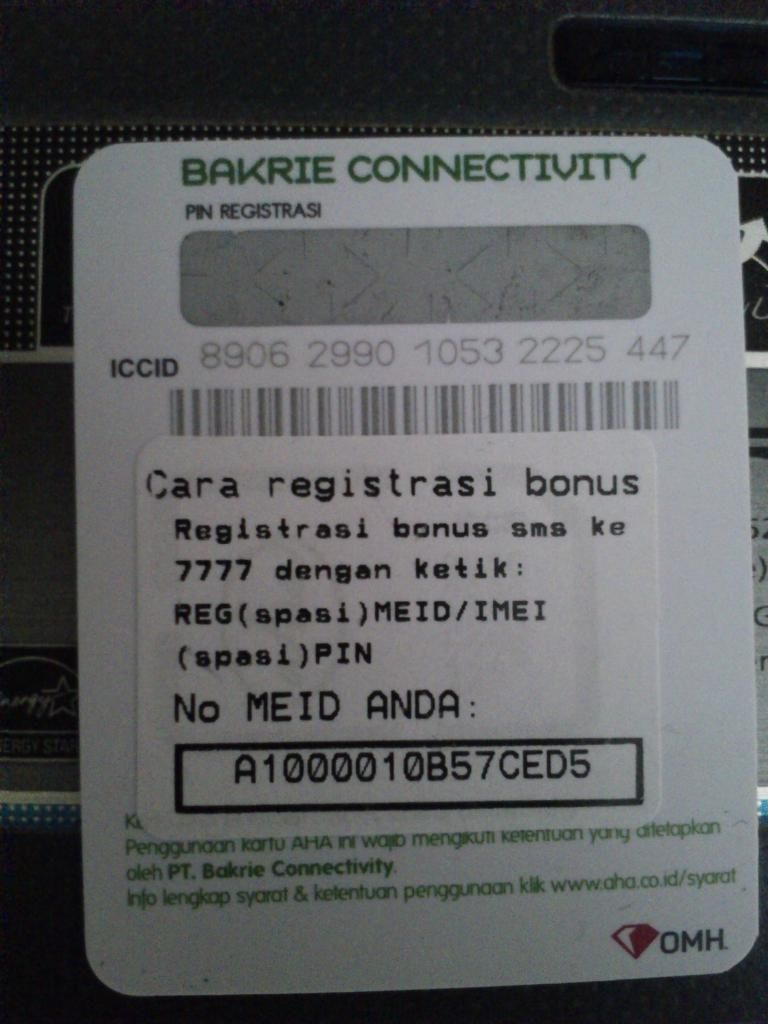 BAKRIE CONNECTIVITY
PIN REGISTRASI
ICCID 8906 2990 1053 2225 447
Cara registrasi bonus
Registrasi bonus sms ke
7777 dengan ketik:
REG(spasi)MEID/IMEI
(spasi)PIN
No MEID ANDA:
A1000010B57CED5
Penggunaan kartu AHA ini wajib mengikuti ketentuan yang ditetapkan
oleh PT. Bakrie Connectivity.
Info lengkap syarat & ketentuan penggunaan klik www.aha.co.id/syarat
OMH